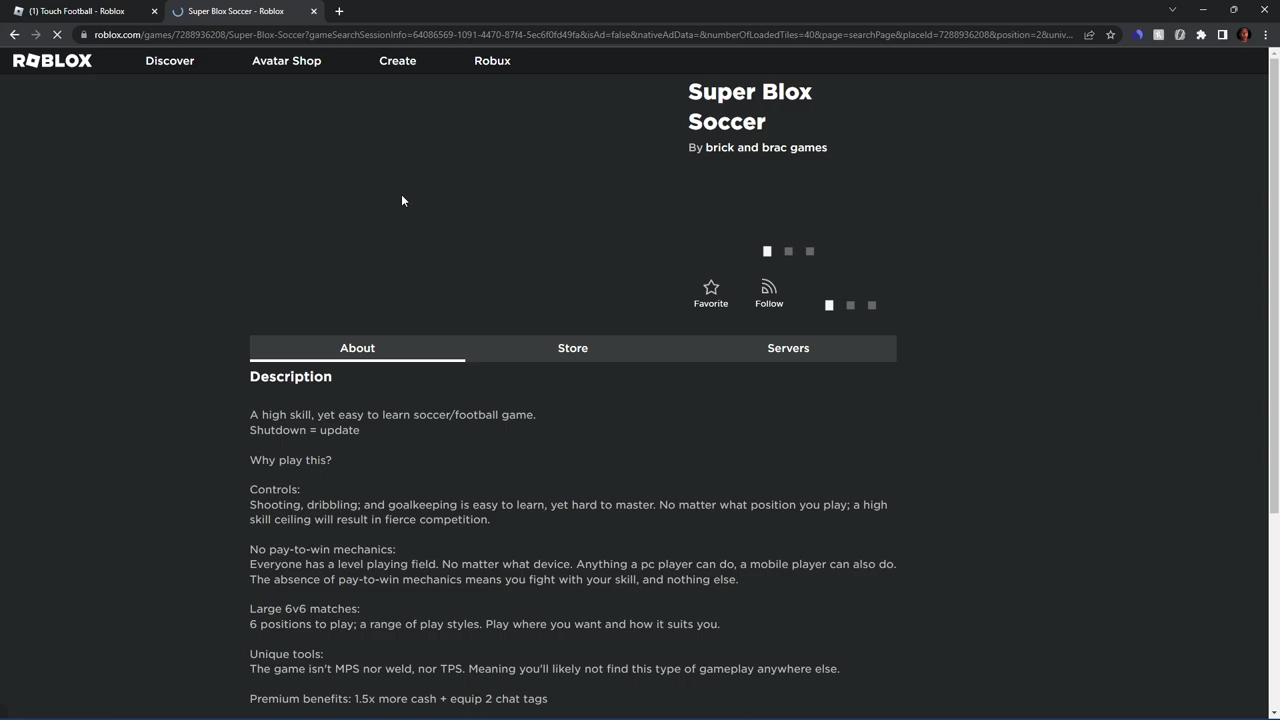 (1) Touch Football - Roblox
Super Blox Soccer - Roblox
roblox.com/games/7288936208/Super-Blox-Soccer?gameSearchSessionInfo=64086569-1091-4470-87f4-5ec6f0fd49fa&isAd=false&nativeAdData=&numberOfLoadedTiles=40&page=searchPage&placeId=7288936208&position=2&univ...
ROBLOX Discover Avatar Shop Create Robux
Super Blox
Soccer
By brick and brac games
Favorite Follow
About Store Servers
Description
A high skill, yet easy to learn soccer/football game.
Shutdown = update
Why play this?
Controls:
Shooting, dribbling; and goalkeeping is easy to learn, yet hard to master. No matter what position you play; a high
skill ceiling will result in fierce competition.
No pay-to-win mechanics:
Everyone has a level playing field. No matter what device. Anything a pc player can do, a mobile player can also do.
The absence of pay-to-win mechanics means you fight with your skill, and nothing else.
Large 6v6 matches:
6 positions to play; a range of play styles. Play where you want and how it suits you.
Unique tools:
The game isn't MPS nor weld, nor TPS. Meaning you'll likely not find this type of gameplay anywhere else.
Premium benefits: 1.5x more cash + equip 2 chat tags